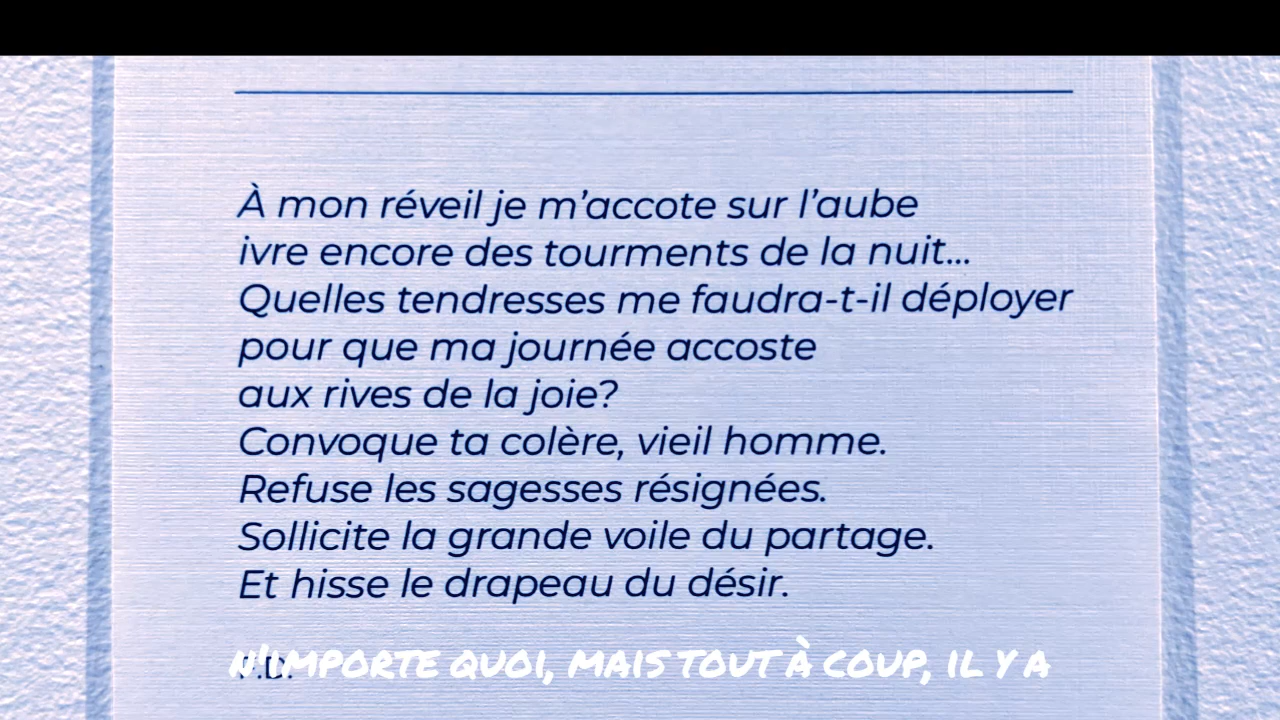 À mon réveil je m'accote sur l'aube
ivre encore des tourments de la nuit...
Quelles tendresses me faudra-t-il déployer
pour que ma journée accoste
aux rives de la joie?
Convoque ta colère, vieil homme.
Refuse les sagesses résignées.
Sollicite la grande voile du partage.
Et hisse le drapeau du désir.
N'IMPORTE QUOI, MAIS TOUT À COUP, IL Y A